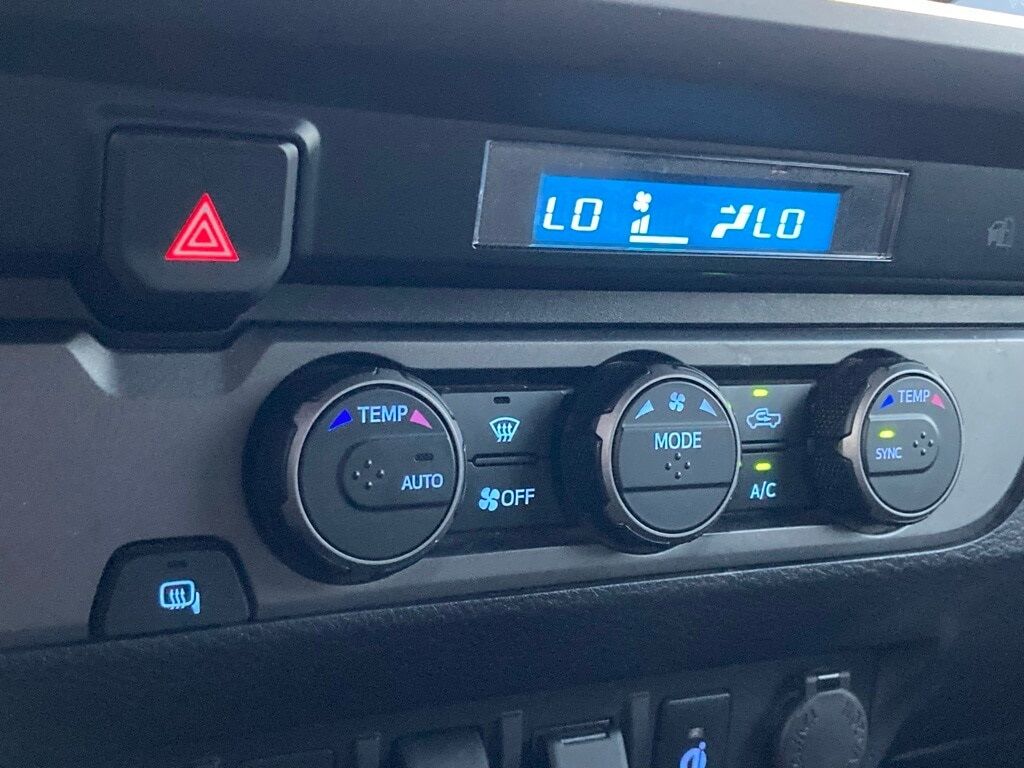 LO LO
TEMP
AUTO
OFF
MODE
A/C
TEMP
SYNC